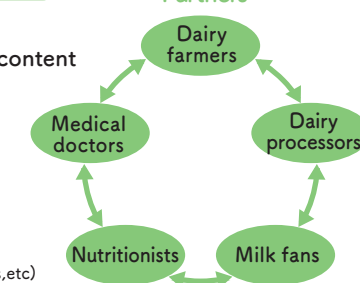 Partners
content
Dairy
farmers
Medical
doctors
Dairy
processors
Nutritionists
Milk fans
s,etc)